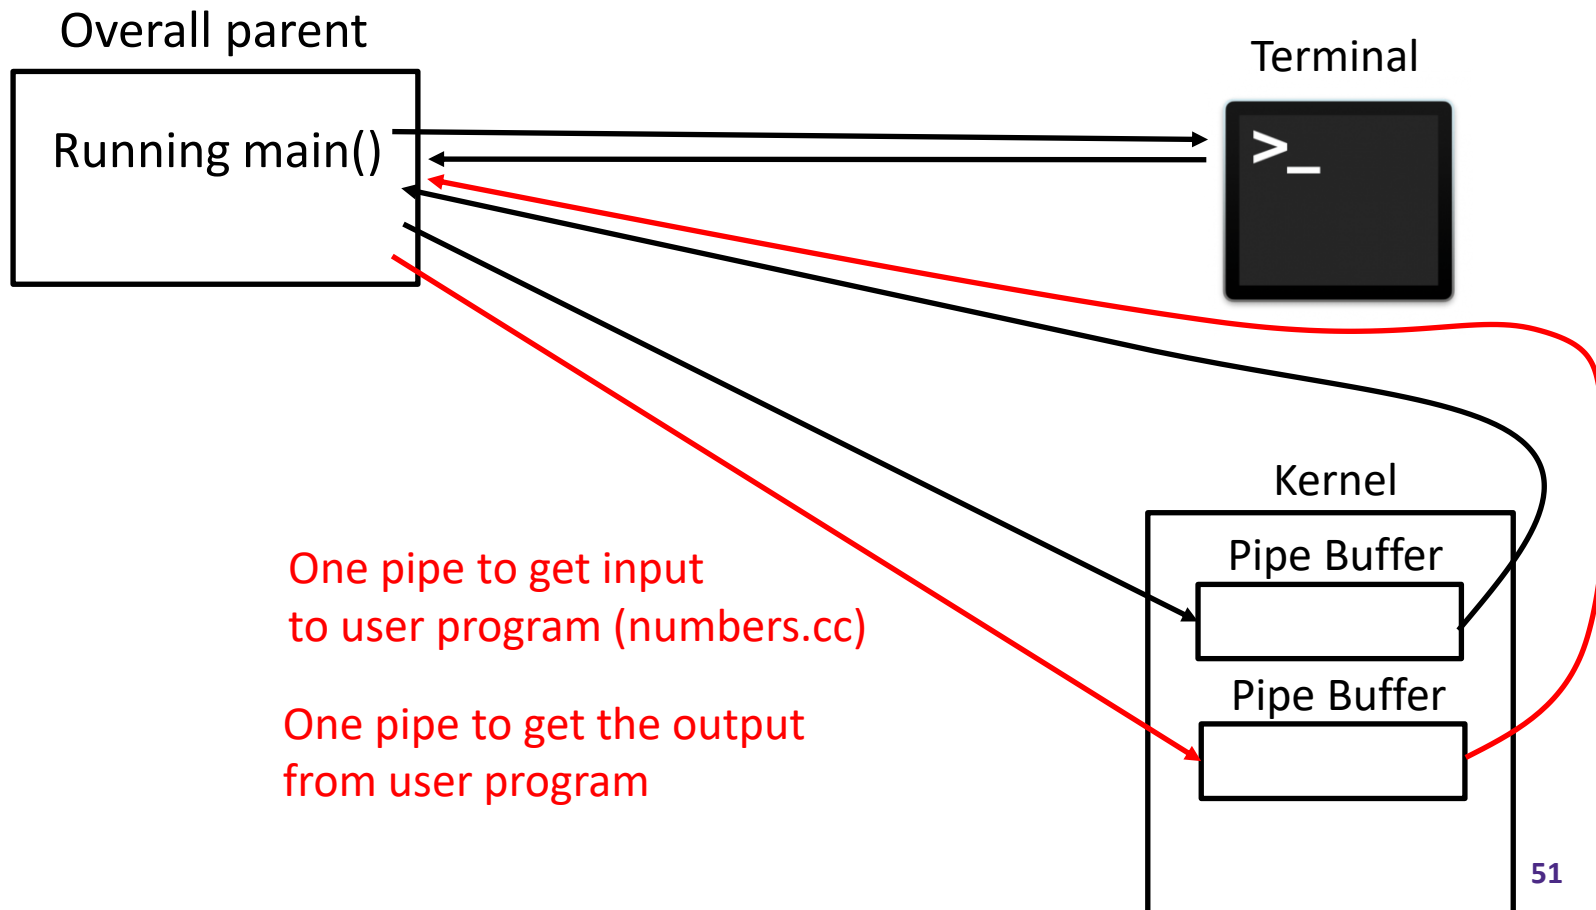 Overall parent
Terminal
Running main()
>_
Kernel
Pipe Buffer
One pipe to get input
to user program (numbers.cc)
Pipe Buffer
One pipe to get the output
from user program
51